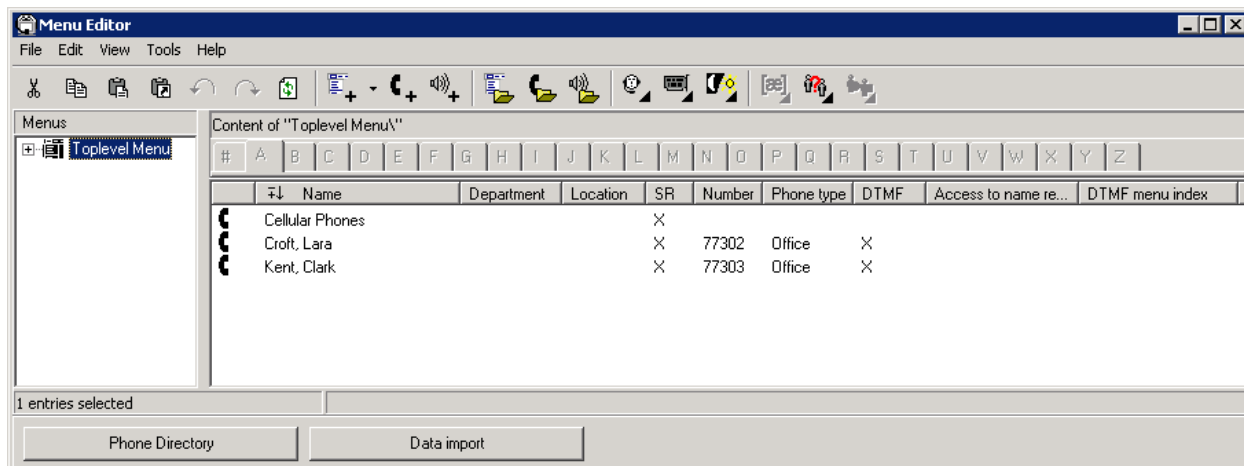 Menu Editor
File Edit View Tools Help
[æ]
Menus
Content of "Toplevel Menu\"
Toplevel Menu
# A B C D E F G H I J K L M N O P Q R S T U V W X Y Z
Name Department Location SR Number Phone type DTMF Access to name re... DTMF menu index
Cellular Phones X
Croft, Lara X 77302 Office X
Kent, Clark X 77303 Office X
1 entries selected
Phone Directory Data import